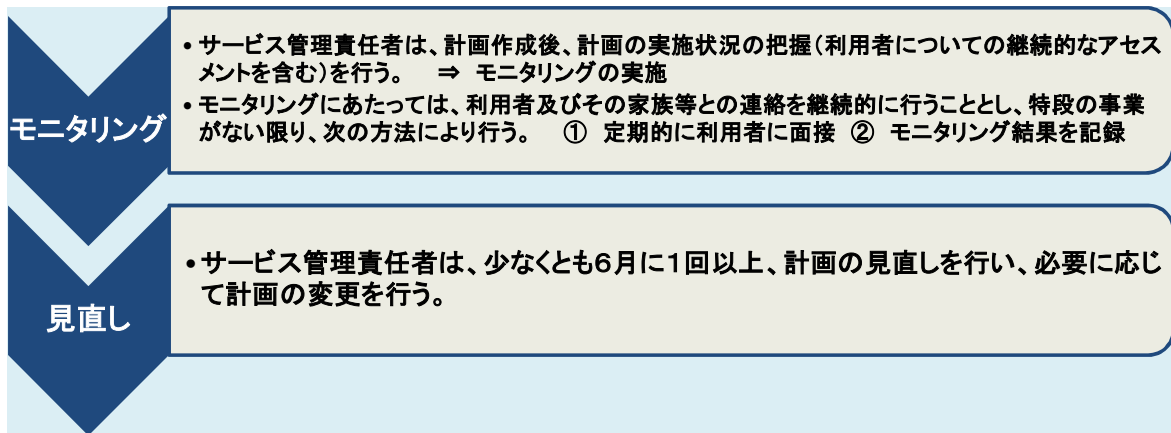 モニタリング
• サービス管理責任者は、計画作成後、計画の実施状況の把握（利用者についての継続的なアセス
メントを含む）を行う。　⇒ モニタリングの実施
• モニタリングにあたっては、利用者及びその家族等との連絡を継続的に行うこととし、特段の事業
がない限り、次の方法により行う。　① 定期的に利用者に面接 ② モニタリング結果を記録
見直し
• サービス管理責任者は、少なくとも６月に１回以上、計画の見直しを行い、必要に応じ
て計画の変更を行う。